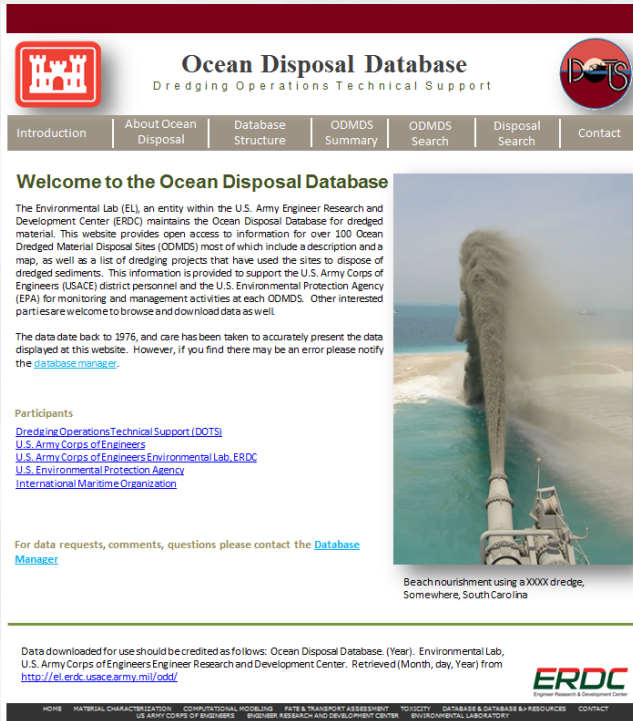 Ocean Disposal Database
Dredging Operations Technical Support
DOTS
Introduction
About Ocean
Disposal
Database
Structure
ODMDS
Summary
ODMDS
Search
Disposal
Search
Contact
Welcome to the Ocean Disposal Database
The Environmental Lab (EL), an entity within the U.S. Army Engineer Research and
Development Center (ERDC) maintains the Ocean Disposal Database for dredged
material. This website provides open access to information for over 100 Ocean
Dredged Material Disposal Sites (ODMDS) most of which include a description and a
map, as well as a list of dredging projects that have used the sites to dispose of
dredged sediments. This information is provided to support the U.S. Army Corps of
Engineers (USACE) district personnel and the U.S. Environmental Protection Agency
(EPA) for monitoring and management activities at each ODMDS. Other interested
parties are welcome to browse and download data as well.
The data date back to 1976, and care has been taken to accurately present the data
displayed at this website. However, if you find there may be an error please notify
the database manager.
Participants
Dredging Operations Technical Support (DOTS)
U.S. Army Corps of Engineers
U.S. Army Corps of Engineers Environmental Lab, ERDC
U.S. Environmental Protection Agency
International Maritime Organization
For data requests, comments, questions please contact the Database
Manager
Beach nourishment using a XXXX dredge,
Somewhere, South Carolina
Data downloaded for use should be credited as follows: Ocean Disposal Database. (Year). Environmental Lab,
U.S. Army Corps of Engineers Engineer Research and Development Center. Retrieved (Month, day, Year) from
http://el.erdc.usace.army.mil/odd/
ERDC
Engineer Research & Development Center
HOME MATERIAL CHARACTERIZATION COMPUTATIONAL MODELING FATE & TRANSPORT ASSESSMENT TOXICITY DATABASE & DATABASE &> RESOURCES CONTACT
US ARMY CORPS OF ENGINEERS ENGINEER RESEARCH AND DEVELOPMENT CENTER ENVIRONMENTAL LABORATORY